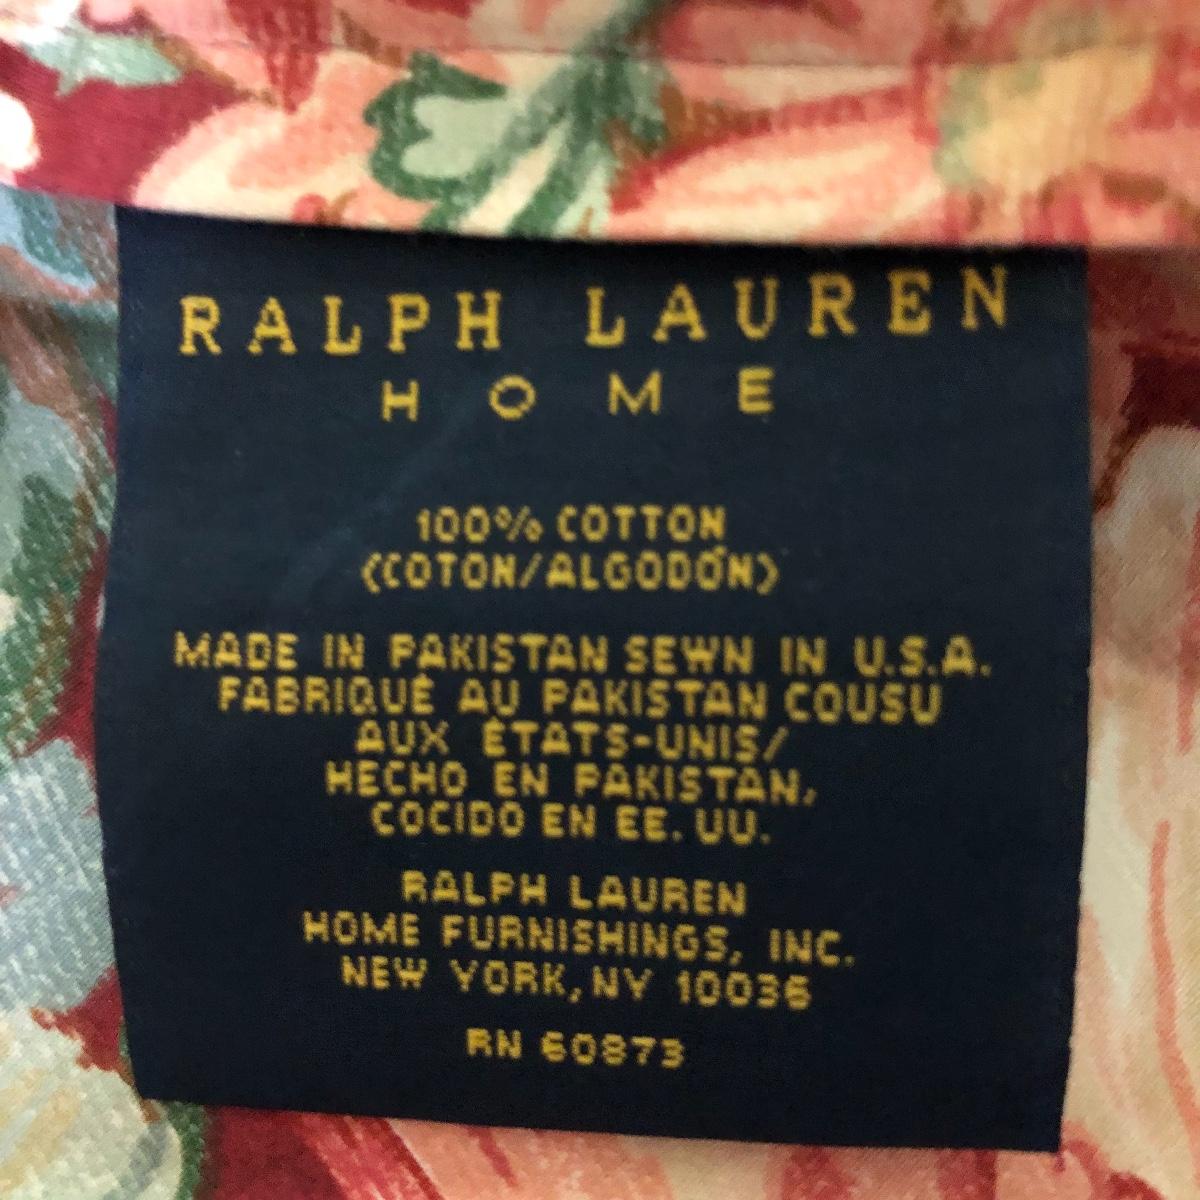 RALPH LAUREN
HOME
100% COTTON
(COTON/ALGODÓN)
MADE IN PAKISTAN SEWN IN U.S.A.
FABRIQUÉ AU PAKISTAN COUSU
AUX ÉTATS-UNIS/
HECHO EN PAKISTAN,
COCIDO EN EE. UU.
RALPH LAUREN
HOME FURNISHINGS, INC.
NEW YORK, NY 10036
RN 60873